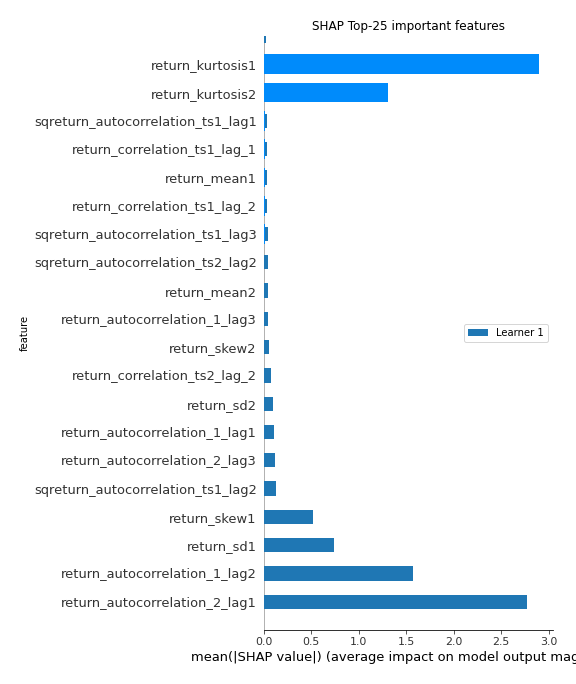 SHAP Top-25 important features
return_kurtosis1
return_kurtosis2
sqreturn_autocorrelation_ts1_lag1
return_correlation_ts1_lag_1
return_mean1
return_correlation_ts1_lag_2
sqreturn_autocorrelation_ts1_lag3
sqreturn_autocorrelation_ts2_lag2
return_mean2
return_autocorrelation_1_lag3
return_skew2
return_correlation_ts2_lag_2
return_sd2
return_autocorrelation_1_lag1
return_autocorrelation_2_lag3
sqreturn_autocorrelation_ts1_lag2
return_skew1
return_sd1
return_autocorrelation_1_lag2
return_autocorrelation_2_lag1
feature
Learner 1
0.0 0.5 1.0 1.5 2.0 2.5 3.0
mean(|SHAP value|) (average impact on model output mag